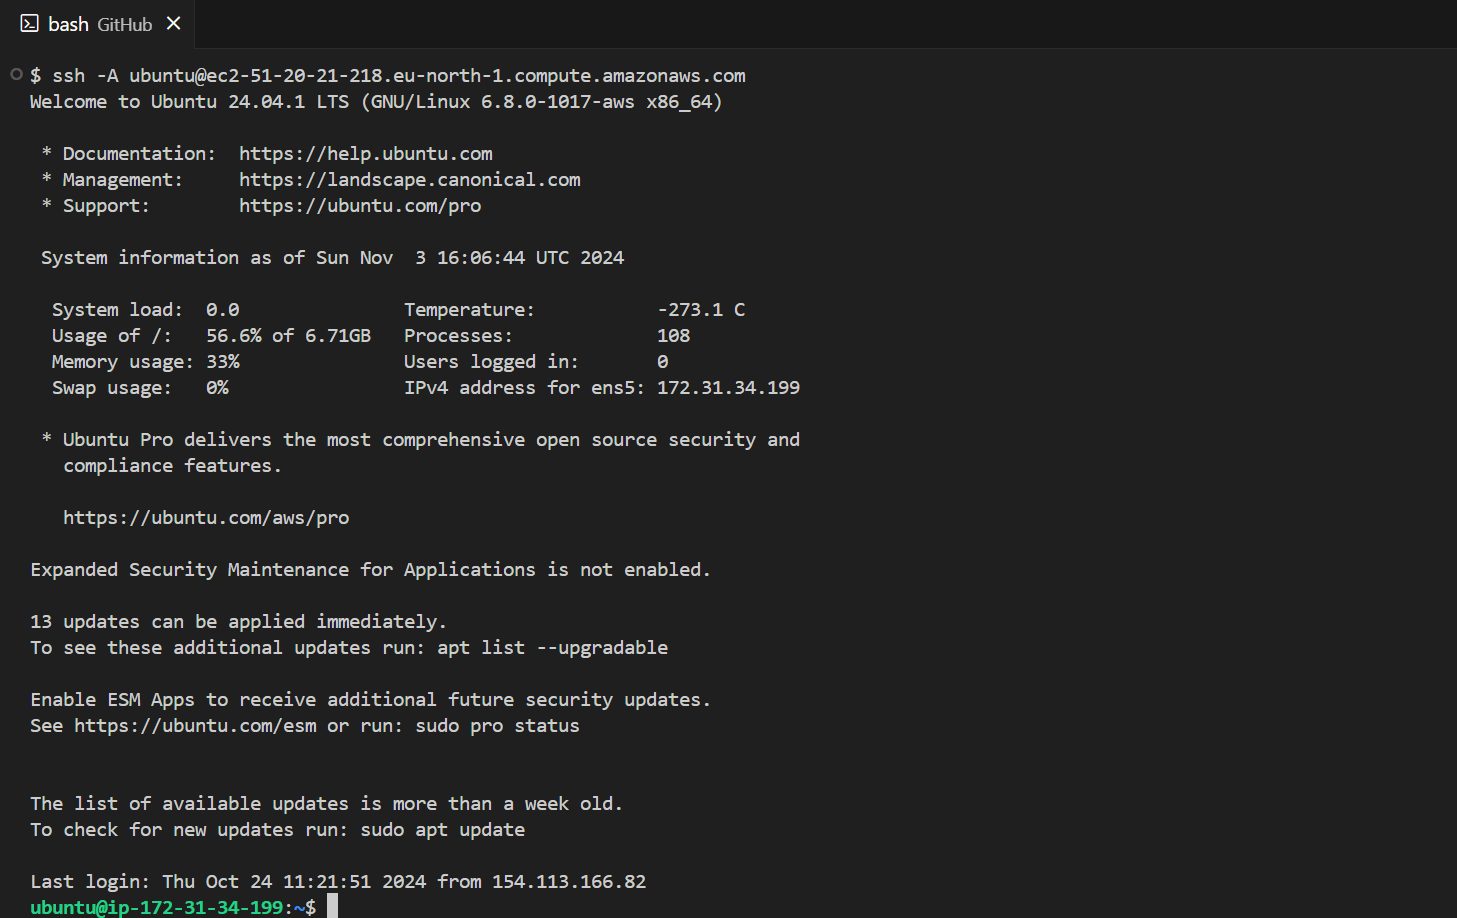 bash GitHub
$ ssh -A ubuntu@ec2-51-20-21-218.eu-north-1.compute.amazonaws.com
Welcome to Ubuntu 24.04.1 LTS (GNU/Linux 6.8.0-1017-aws x86_64)
* Documentation:  https://help.ubuntu.com
* Management:     https://landscape.canonical.com
* Support:        https://ubuntu.com/pro
System information as of Sun Nov  3 16:06:44 UTC 2024
System load:  0.0               Temperature:           -273.1 C
Usage of /:   56.6% of 6.71GB   Processes:             108
Memory usage: 33%               Users logged in:       0
Swap usage:   0%                IPv4 address for ens5: 172.31.34.199
* Ubuntu Pro delivers the most comprehensive open source security and
compliance features.
https://ubuntu.com/aws/pro
Expanded Security Maintenance for Applications is not enabled.
13 updates can be applied immediately.
To see these additional updates run: apt list --upgradable
Enable ESM Apps to receive additional future security updates.
See https://ubuntu.com/esm or run: sudo pro status
The list of available updates is more than a week old.
To check for new updates run: sudo apt update
Last login: Thu Oct 24 11:21:51 2024 from 154.113.166.82
ubuntu@ip-172-31-34-199:~$